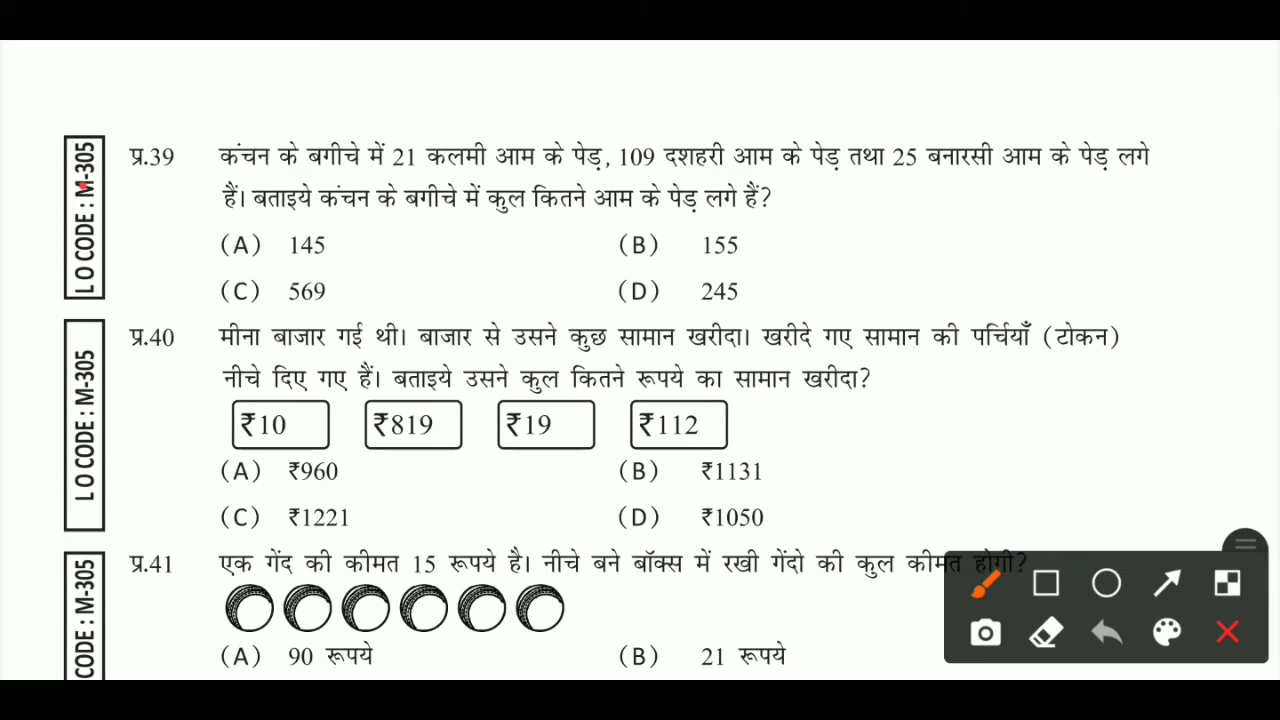 L O CODE : M-305
प्र.39 कंचन के बगीचे में 21 कलमी आम के पेड़, 109 दशहरी आम के पेड़ तथा 25 बनारसी आम के पेड़ लगे
हैं। बताइये कंचन के बगीचे में कुल कितने आम के पेड़ लगे हैं?
(A) 145 (B) 155
(C) 569 (D) 245
L O CODE : M-305
प्र.40 मीना बाजार गई थी। बाजार से उसने कुछ सामान खरीदा। खरीदे गए सामान की पर्चियाँ (टोकन)
नीचे दिए गए हैं। बताइये उसने कुल कितने रूपये का सामान खरीदा?
₹10 ₹819 ₹19 ₹112
(A) ₹960 (B) ₹1131
(C) ₹1221 (D) ₹1050
CODE : M-305
प्र.41 एक गेंद की कीमत 15 रूपये है। नीचे बने बॉक्स में रखी गेंदो की कुल कीमत होगी?
(A) 90 रूपये (B) 21 रूपये